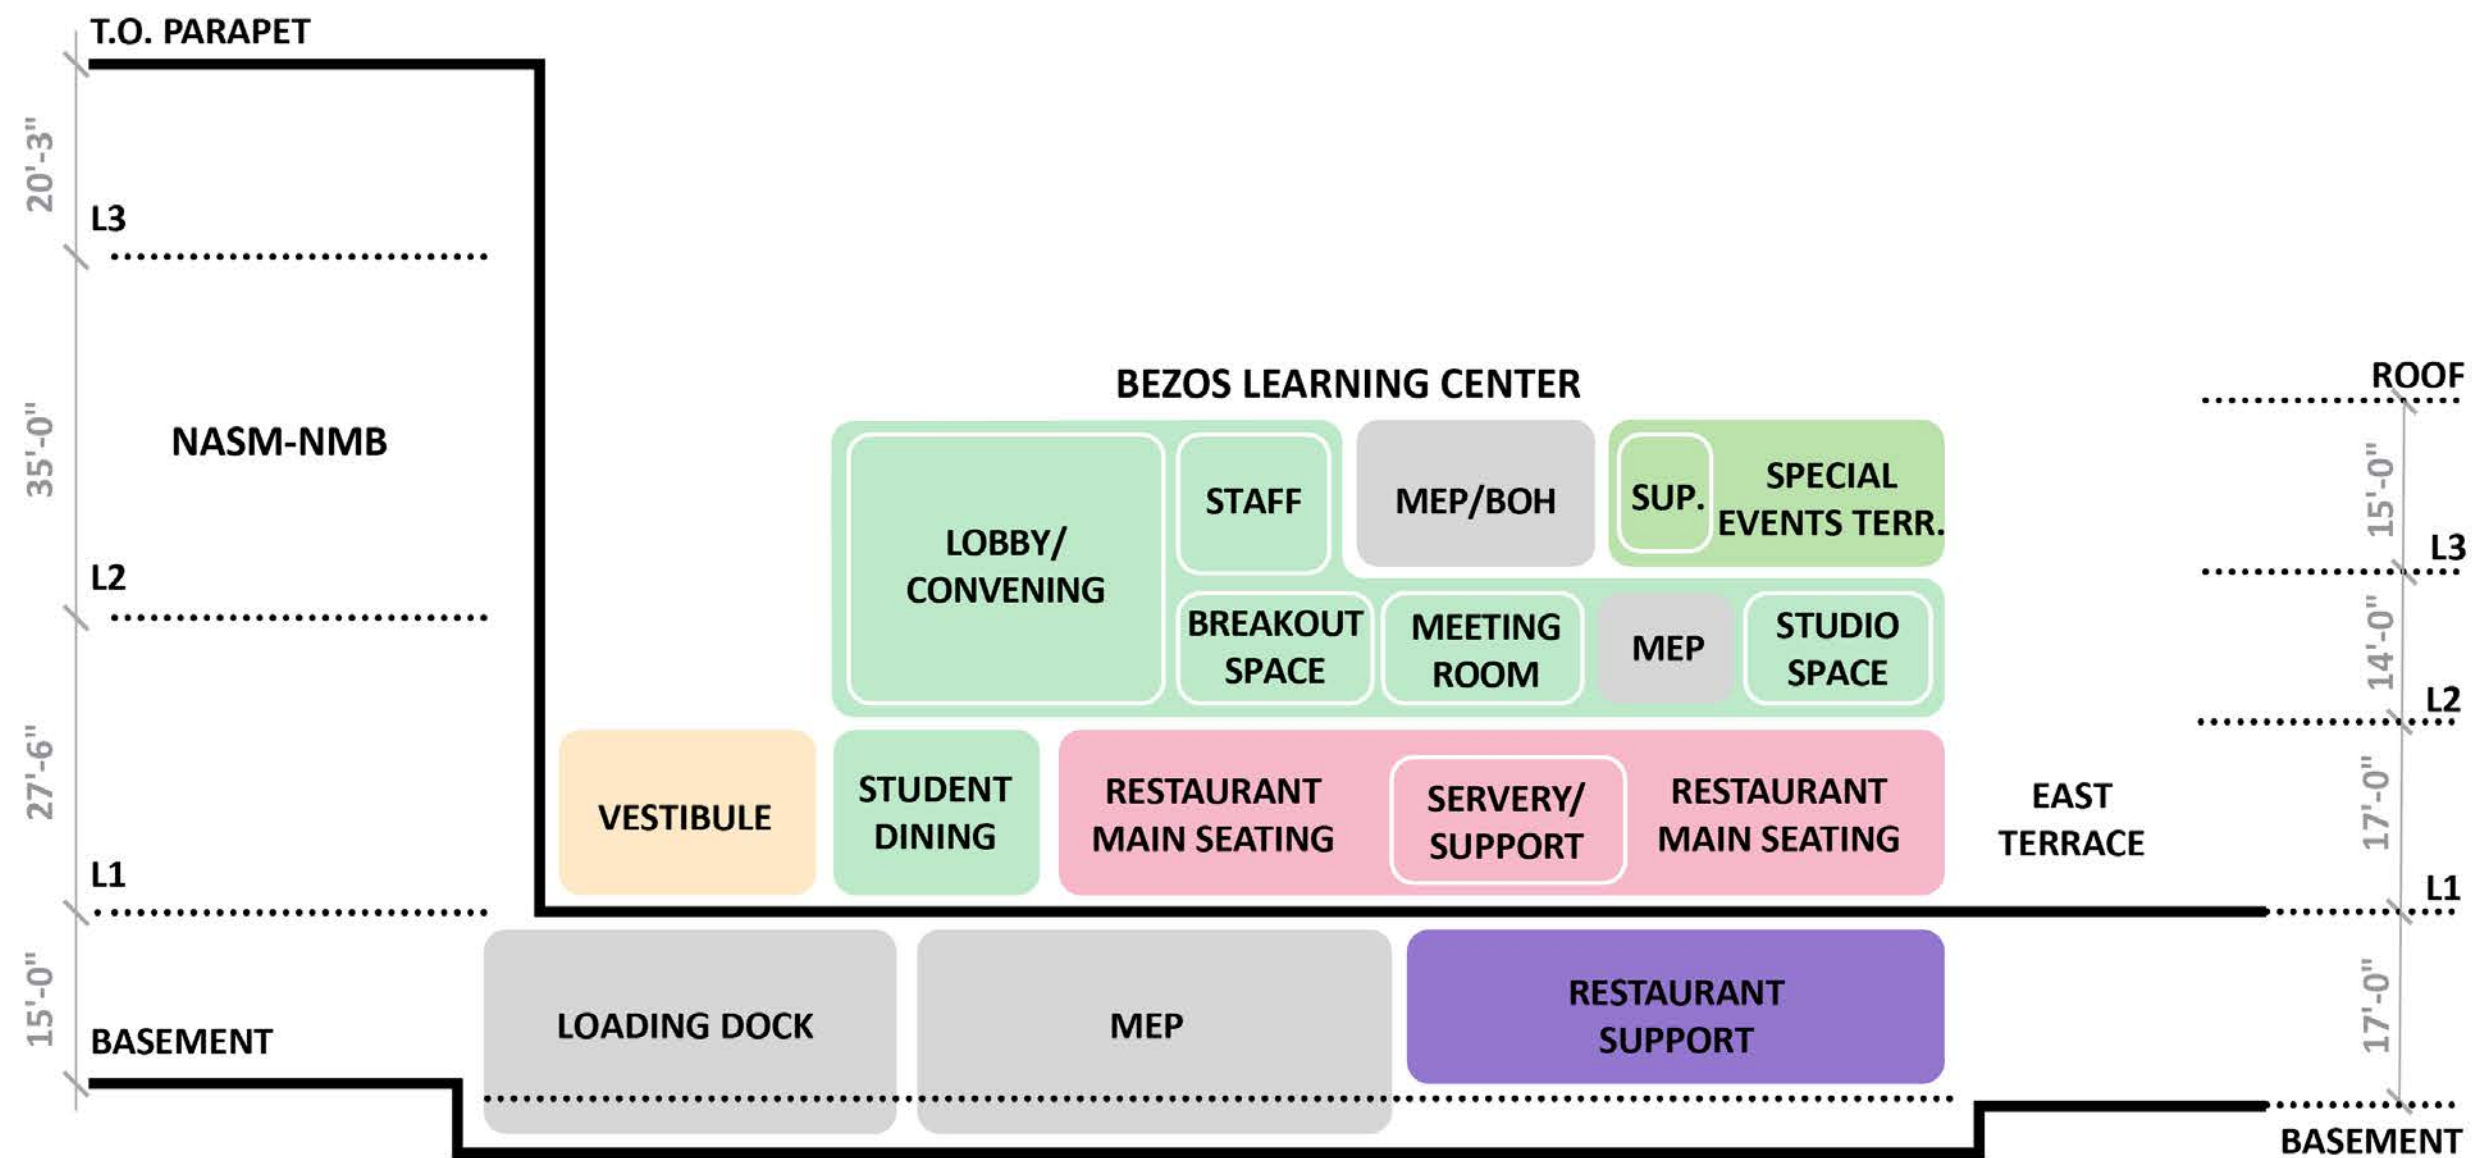 T.O. PARAPET
20'-3"
L3
35'-0"
NASM-NMB
L2
27'-6"
L1
15'-0"
BASEMENT
BEZOS LEARNING CENTER
LOBBY/
CONVENING
STAFF
MEP/BOH
SUP.
SPECIAL
EVENTS TERR.
BREAKOUT
SPACE
MEETING
ROOM
MEP
STUDIO
SPACE
VESTIBULE
STUDENT
DINING
RESTAURANT
MAIN SEATING
SERVERY/
SUPPORT
RESTAURANT
MAIN SEATING
EAST
TERRACE
LOADING DOCK
MEP
RESTAURANT
SUPPORT
ROOF
15'-0"
L3
14'-0"
L2
17'-0"
L1
17'-0"
BASEMENT